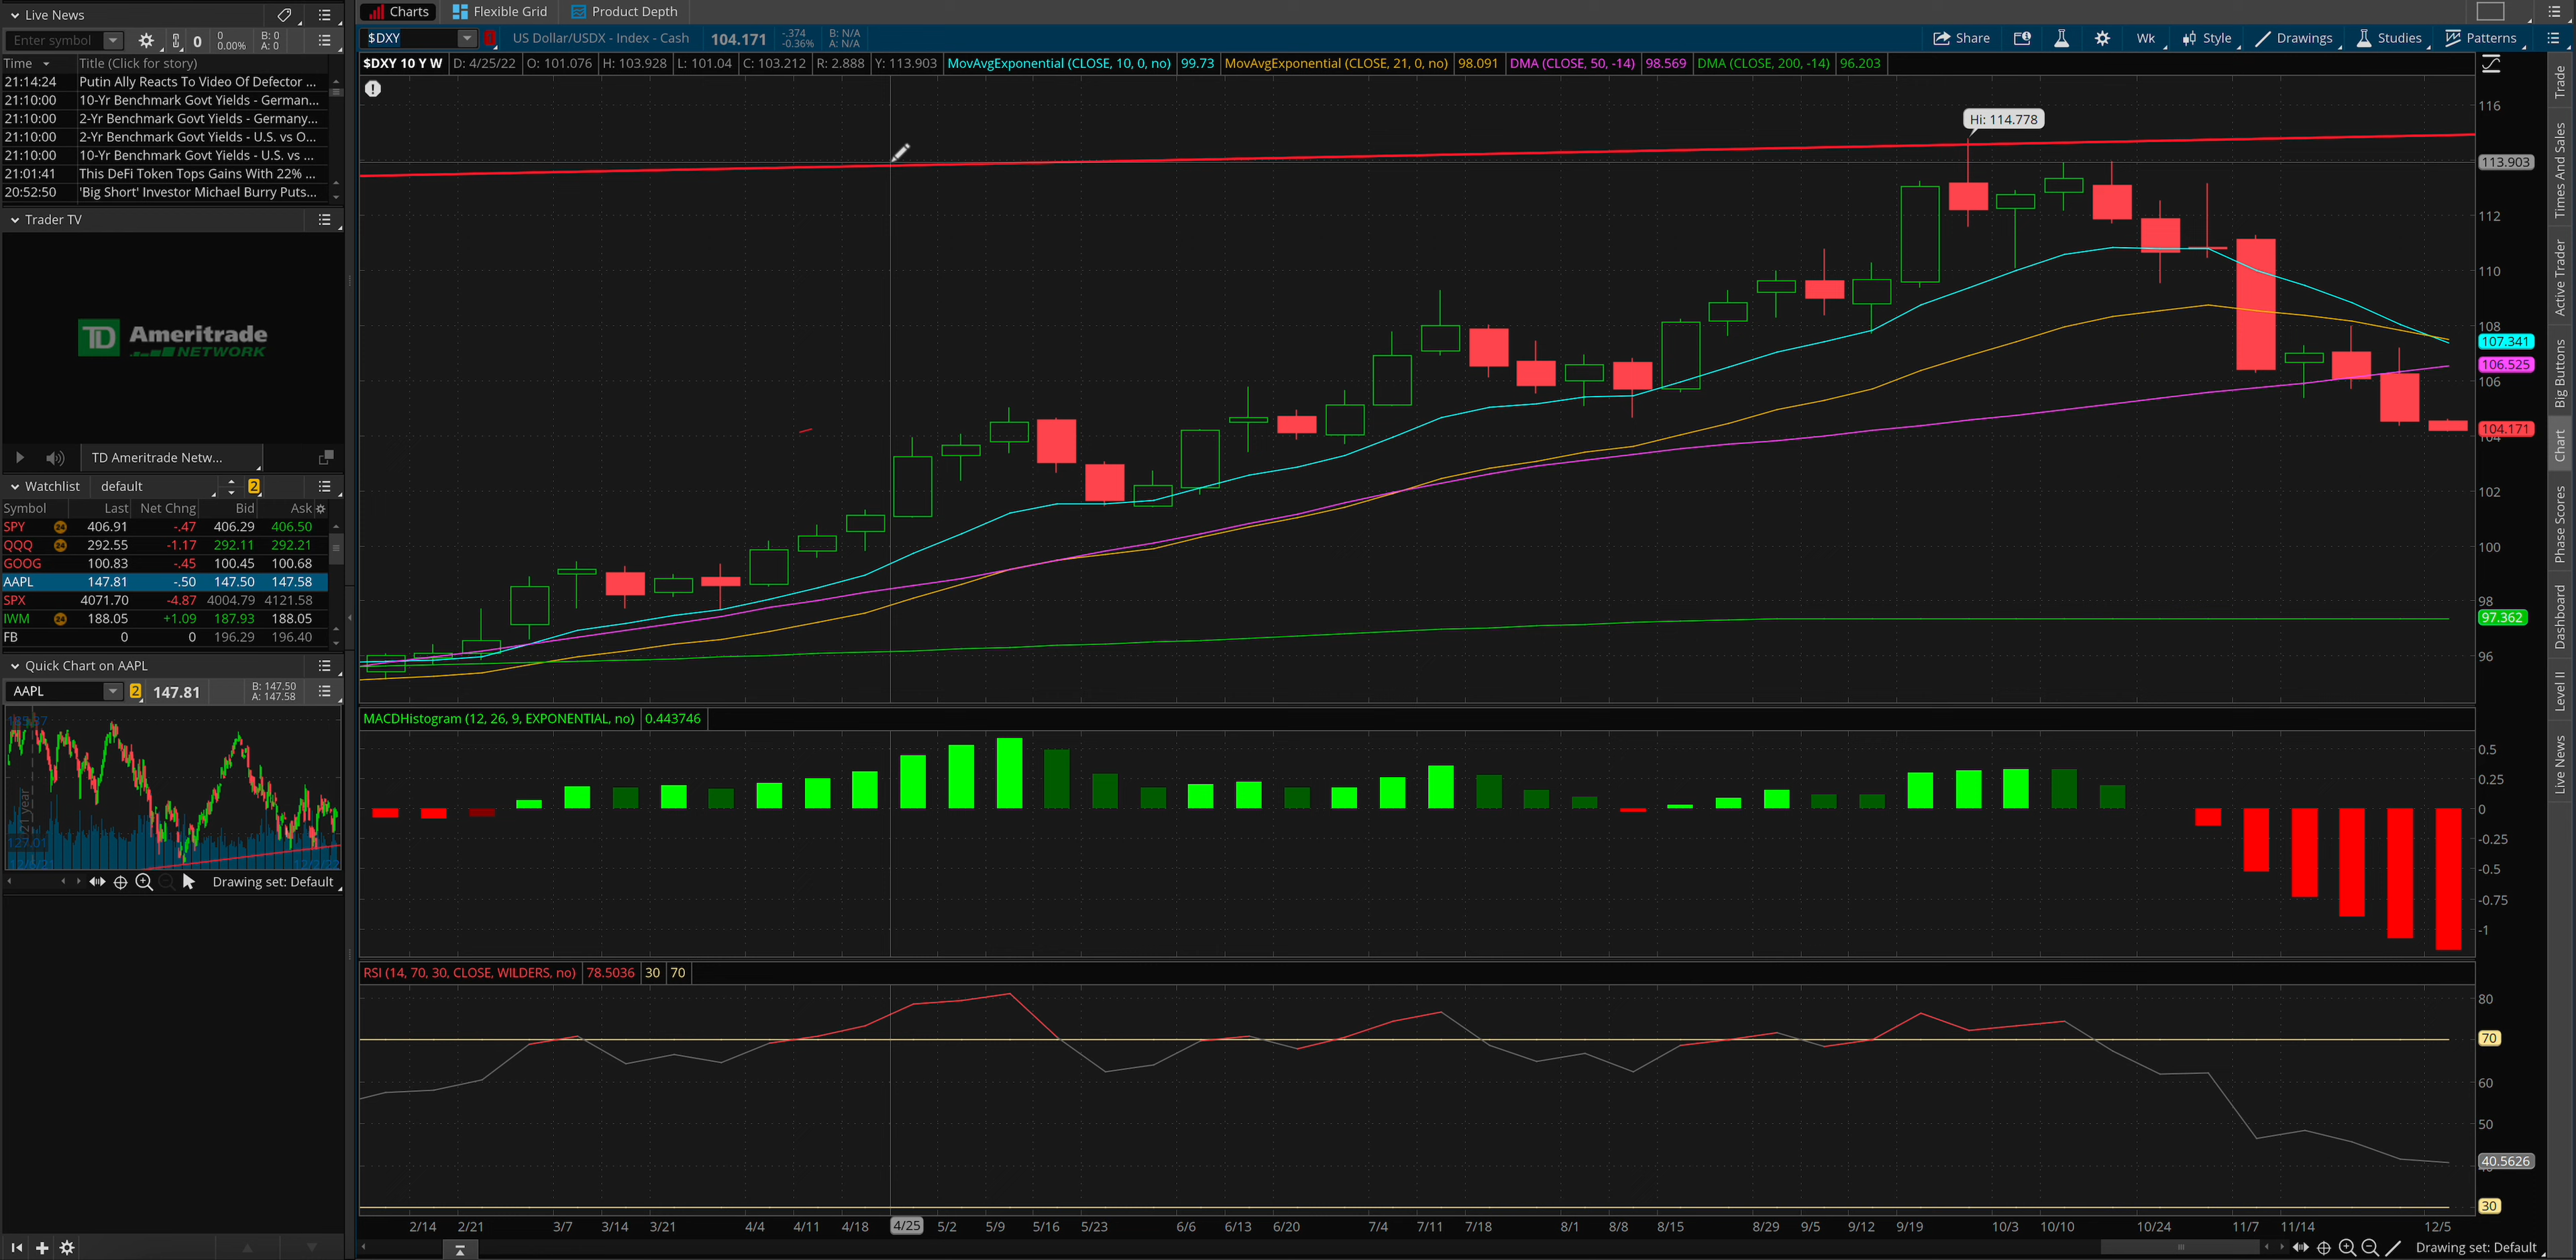 Live News
Enter symbol
0
0
0.00%
B: 0
A: 0
Time Title (Click for story)
21:14:24 Putin Ally Reacts To Video Of Defector ...
21:10:00 10-Yr Benchmark Govt Yields - German...
21:10:00 2-Yr Benchmark Govt Yields - Germany...
21:10:00 2-Yr Benchmark Govt Yields - U.S. vs O...
21:10:00 10-Yr Benchmark Govt Yields - U.S. vs ...
21:01:41 This DeFi Token Tops Gains With 22% ...
20:52:50 'Big Short' Investor Michael Burry Puts...
Trader TV
TD Ameritrade
NETWORK
TD Ameritrade Netw...
Watchlist default 2
Symbol Last Net Chng Bid Ask
SPY 24 406.91 -.47 406.29 406.50
QQQ 24 292.55 -1.17 292.11 292.21
GOOG 100.83 -.45 100.45 100.68
AAPL 147.81 -.50 147.50 147.58
SPX 4071.70 -4.87 4004.79 4121.58
IWM 24 188.05 +1.09 187.93 188.05
FB 0 0 196.29 196.40
Quick Chart on AAPL
AAPL 2 147.81 B: 147.50
A: 147.58
21 year
127.01
Drawing set: Default
Charts Flexible Grid Product Depth
$DXY US Dollar/USDX - Index - Cash 104.171 -.374
-0.36%
B: N/A
A: N/A
Share Wk Style Drawings Studies Patterns
$DXY 10 Y W D: 4/25/22 O: 101.076 H: 103.928 L: 101.04 C: 103.212 R: 2.888 Y: 113.903 MovAvgExponential (CLOSE, 10, 0, no) 99.73 MovAvgExponential (CLOSE, 21, 0, no) 98.091 DMA (CLOSE, 50, -14) 98.569 DMA (CLOSE, 200, -14) 96.203
Hi: 114.778
116
113.903
112
110
108
107.341
106.525
106
104.171
104
102
100
98
97.362
96
MACDHistogram (12, 26, 9, EXPONENTIAL, no) 0.443746
0.5
0.25
0
-0.25
-0.5
-0.75
-1
RSI (14, 70, 30, CLOSE, WILDERS, no) 78.5036 30 70
80
70
60
50
40.5626
30
2/14 2/21 3/7 3/14 3/21 4/4 4/11 4/18 4/25 5/2 5/9 5/16 5/23 6/6 6/13 6/20 7/4 7/11 7/18 8/1 8/8 8/15 8/29 9/5 9/12 9/19 10/3 10/10 10/24 11/7 11/14 12/5
Drawing set: Default
Trade
Times And Sales
Active Trader
Big Buttons
Chart
Phase Scores
Dashboard
Level II
Live News